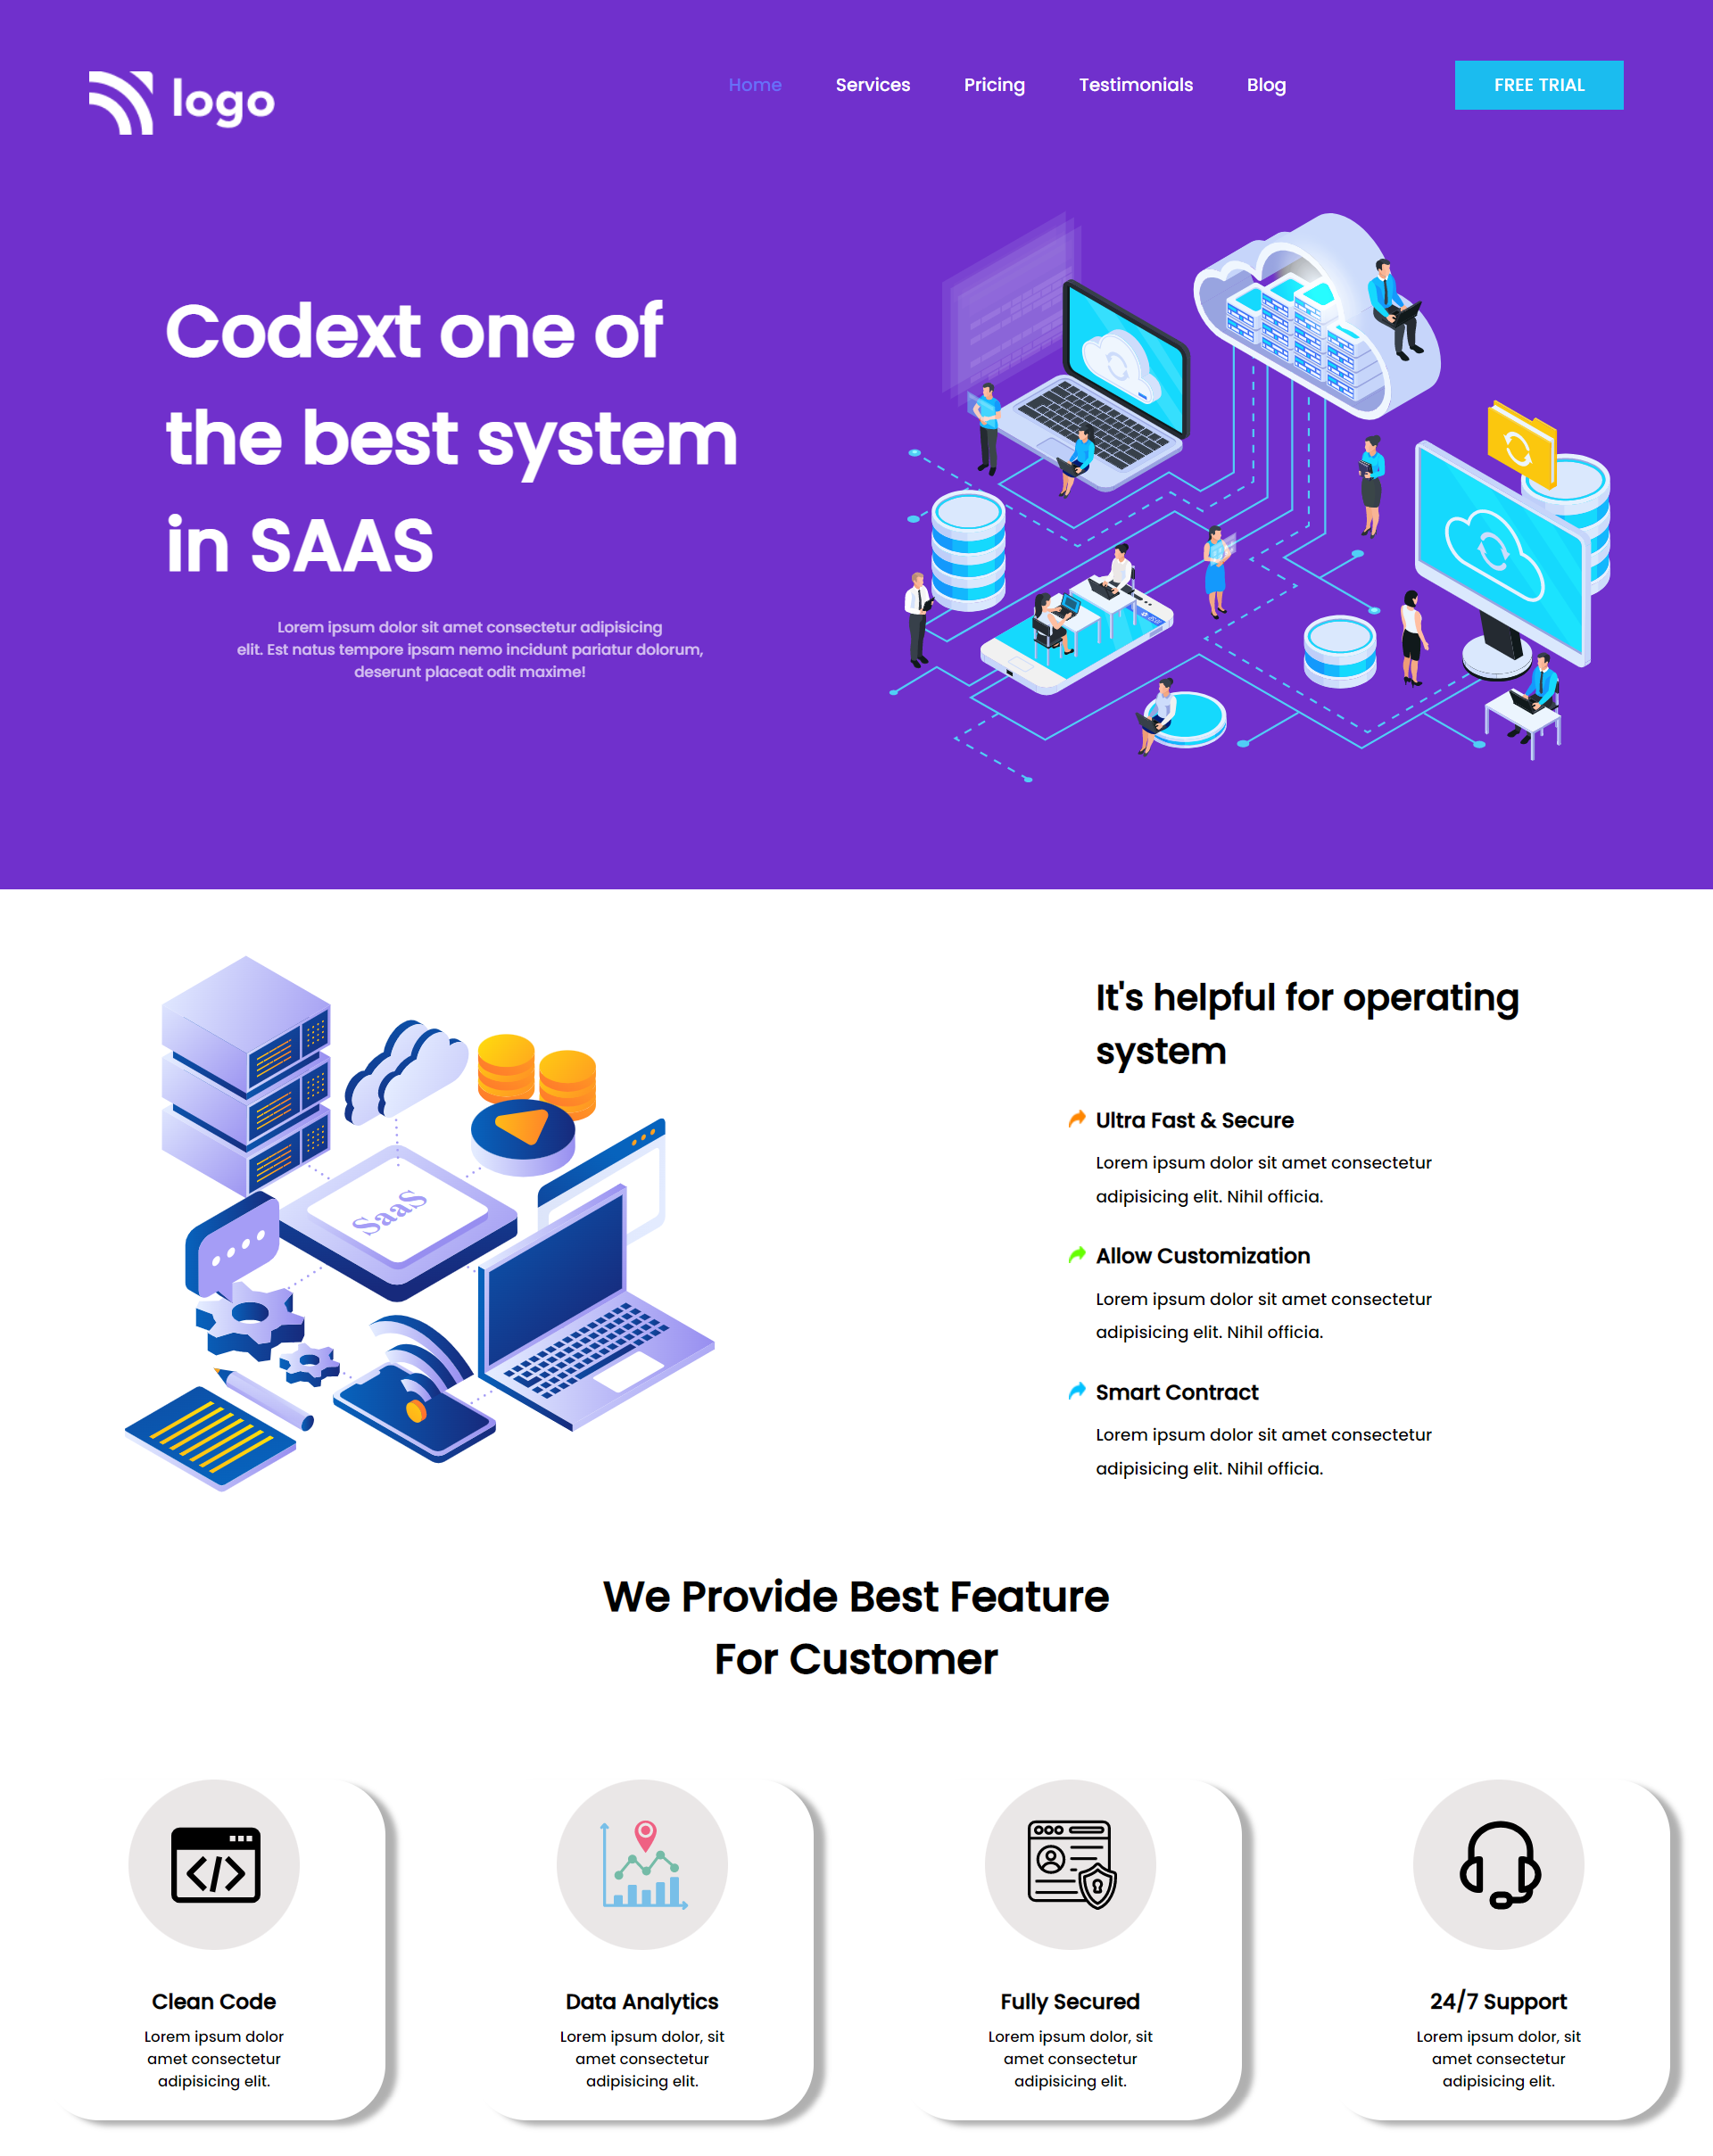 logo
Home Services Pricing Testimonials Blog FREE TRIAL
Codext one of
the best system
in SAAS
Lorem ipsum dolor sit amet consectetur adipisicing
elit. Est natus tempore ipsam nemo incidunt pariatur dolorum,
deserunt placeat odit maxime!
SaaS
It's helpful for operating
system
Ultra Fast & Secure
Lorem ipsum dolor sit amet consectetur
adipisicing elit. Nihil officia.
Allow Customization
Lorem ipsum dolor sit amet consectetur
adipisicing elit. Nihil officia.
Smart Contract
Lorem ipsum dolor sit amet consectetur
adipisicing elit. Nihil officia.
We Provide Best Feature
For Customer
Clean Code
Lorem ipsum dolor
amet consectetur
adipisicing elit.
Data Analytics
Lorem ipsum dolor, sit
amet consectetur
adipisicing elit.
Fully Secured
Lorem ipsum dolor, sit
amet consectetur
adipisicing elit.
24/7 Support
Lorem ipsum dolor, sit
amet consectetur
adipisicing elit.